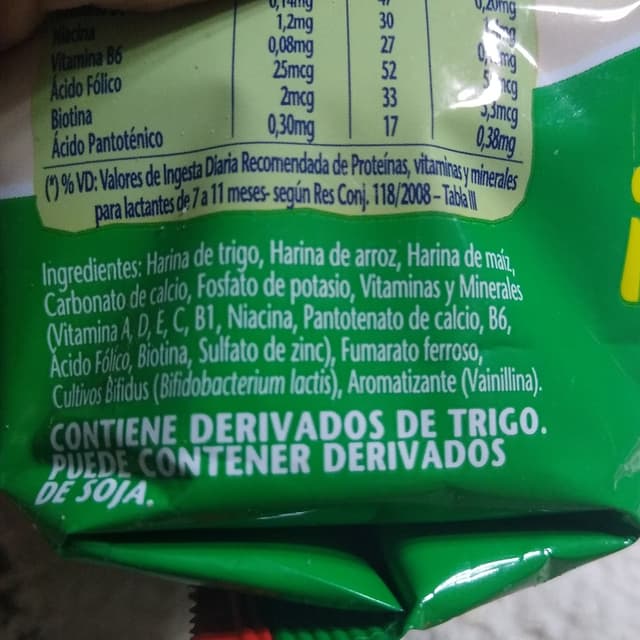 Niacina 1,2mg 30
Vitamina B6 0,08mg 27
Ácido Fólico 25mcg 52
Biotina 2mcg 33
Ácido Pantoténico 0,30mg 17 0,38mg
(*) % VD: Valores de Ingesta Diaria Recomendada de Proteínas, vitaminas y minerales
para lactantes de 7 a 11 meses- según Res Conj. 118/2008 – Tabla III
Ingredientes: Harina de trigo, Harina de arroz, Harina de maíz,
Carbonato de calcio, Fosfato de potasio, Vitaminas y Minerales
(Vitamina A, D, E, C, B1, Niacina, Pantotenato de calcio, B6,
Ácido Fólico, Biotina, Sulfato de zinc), Fumarato ferroso,
Cultivos Bifidus (Bifidobacterium lactis), Aromatizante (Vainillina).
CONTIENE DERIVADOS DE TRIGO.
PUEDE CONTENER DERIVADOS
DE SOJA.